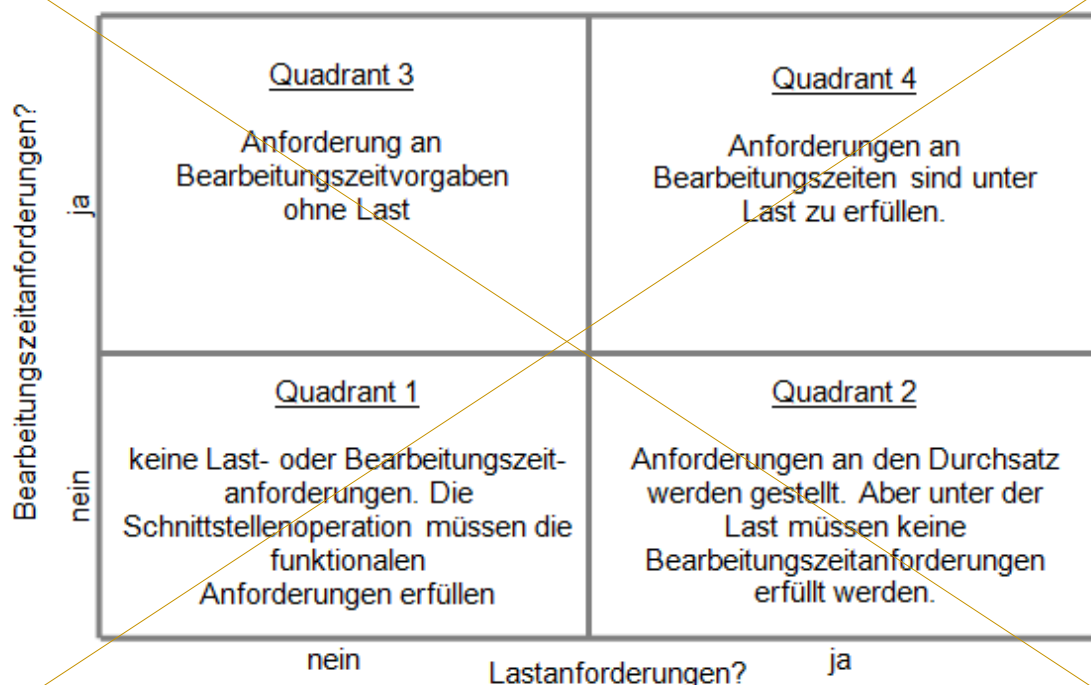 Bearbeitungszeitanforderungen?
ja
nein
Quadrant 3
Anforderung an
Bearbeitungszeitvorgaben
ohne Last
Quadrant 4
Anforderungen an
Bearbeitungszeiten sind unter
Last zu erfüllen.
Quadrant 1
keine Last- oder Bearbeitungszeit-
anforderungen. Die
Schnittstellenoperation müssen die
funktionalen
Anforderungen erfüllen
Quadrant 2
Anforderungen an den Durchsatz
werden gestellt. Aber unter der
Last müssen keine
Bearbeitungszeitanforderungen
erfüllt werden.
nein
Lastanforderungen?
ja